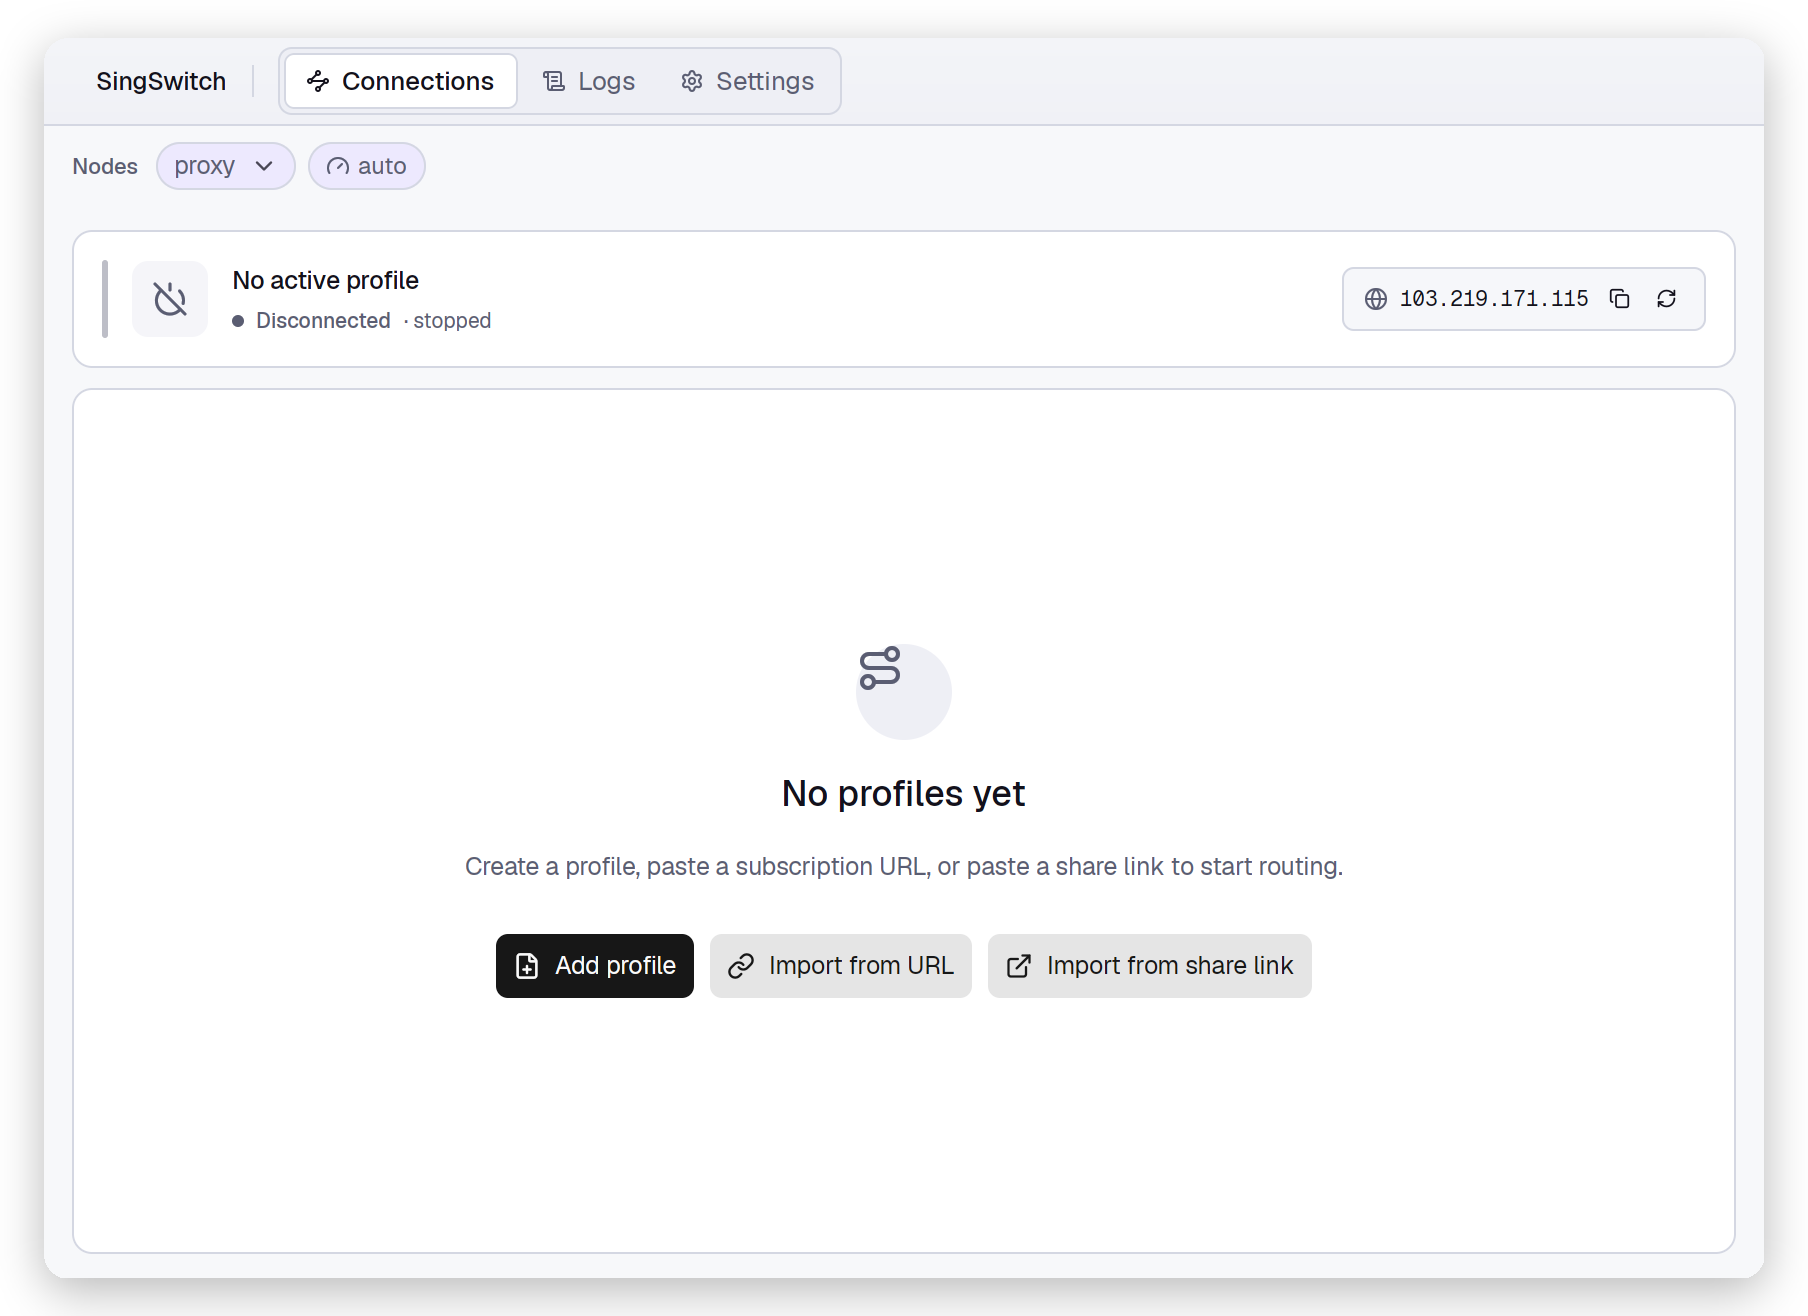 SingSwitch
Connections
Logs
Settings
Nodes
proxy
auto
No active profile
Disconnected · stopped
103.219.171.115
No profiles yet
Create a profile, paste a subscription URL, or paste a share link to start routing.
Add profile
Import from URL
Import from share link